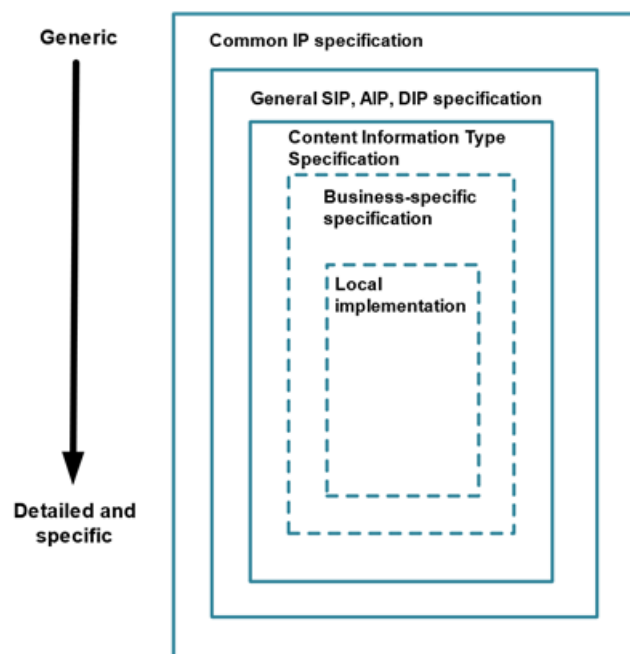 Generic
Common IP specification
General SIP, AIP, DIP specification
Content Information Type
Specification
Business-specific
specification
Local
implementation
Detailed and
specific